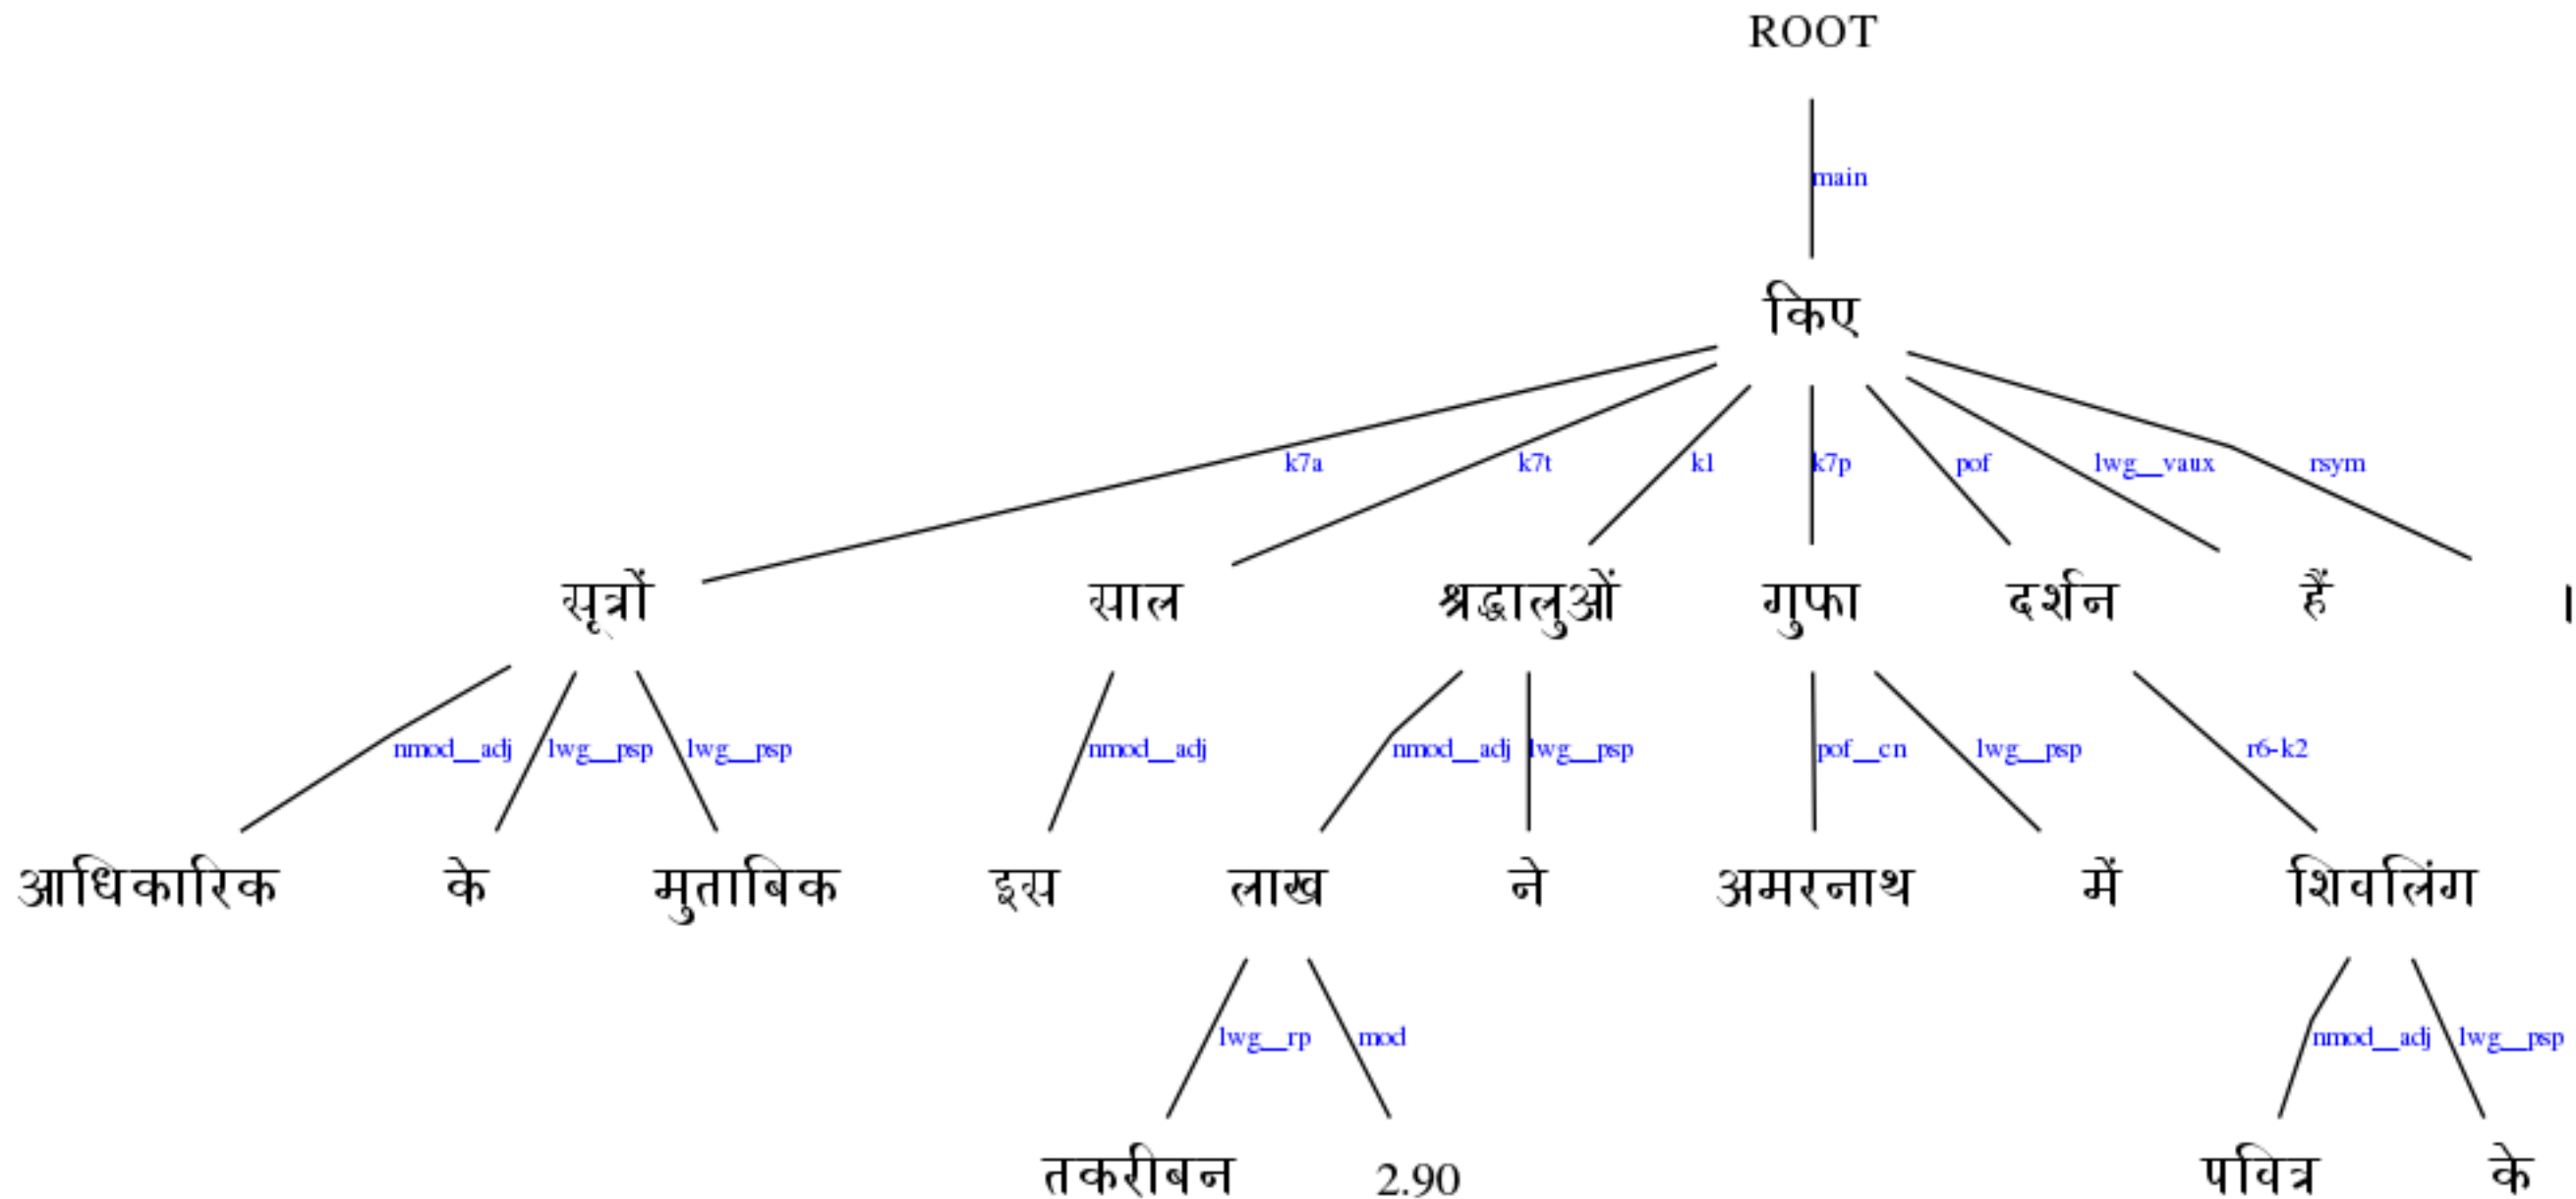 ROOT
main
किए
k7a k7t k1 k7p pof lwg__vaux rsym
सूत्रों साल श्रद्धालुओं गुफा दर्शन हैं ।
nmod__adj lwg__psp lwg__psp nmod__adj nmod__adj lwg__psp pof__cn lwg__psp r6-k2
आधिकारिक के मुताबिक इस लाख ने अमरनाथ में शिवलिंग
lwg__rp mod nmod__adj lwg__psp
तकरीबन 2.90 पवित्र के